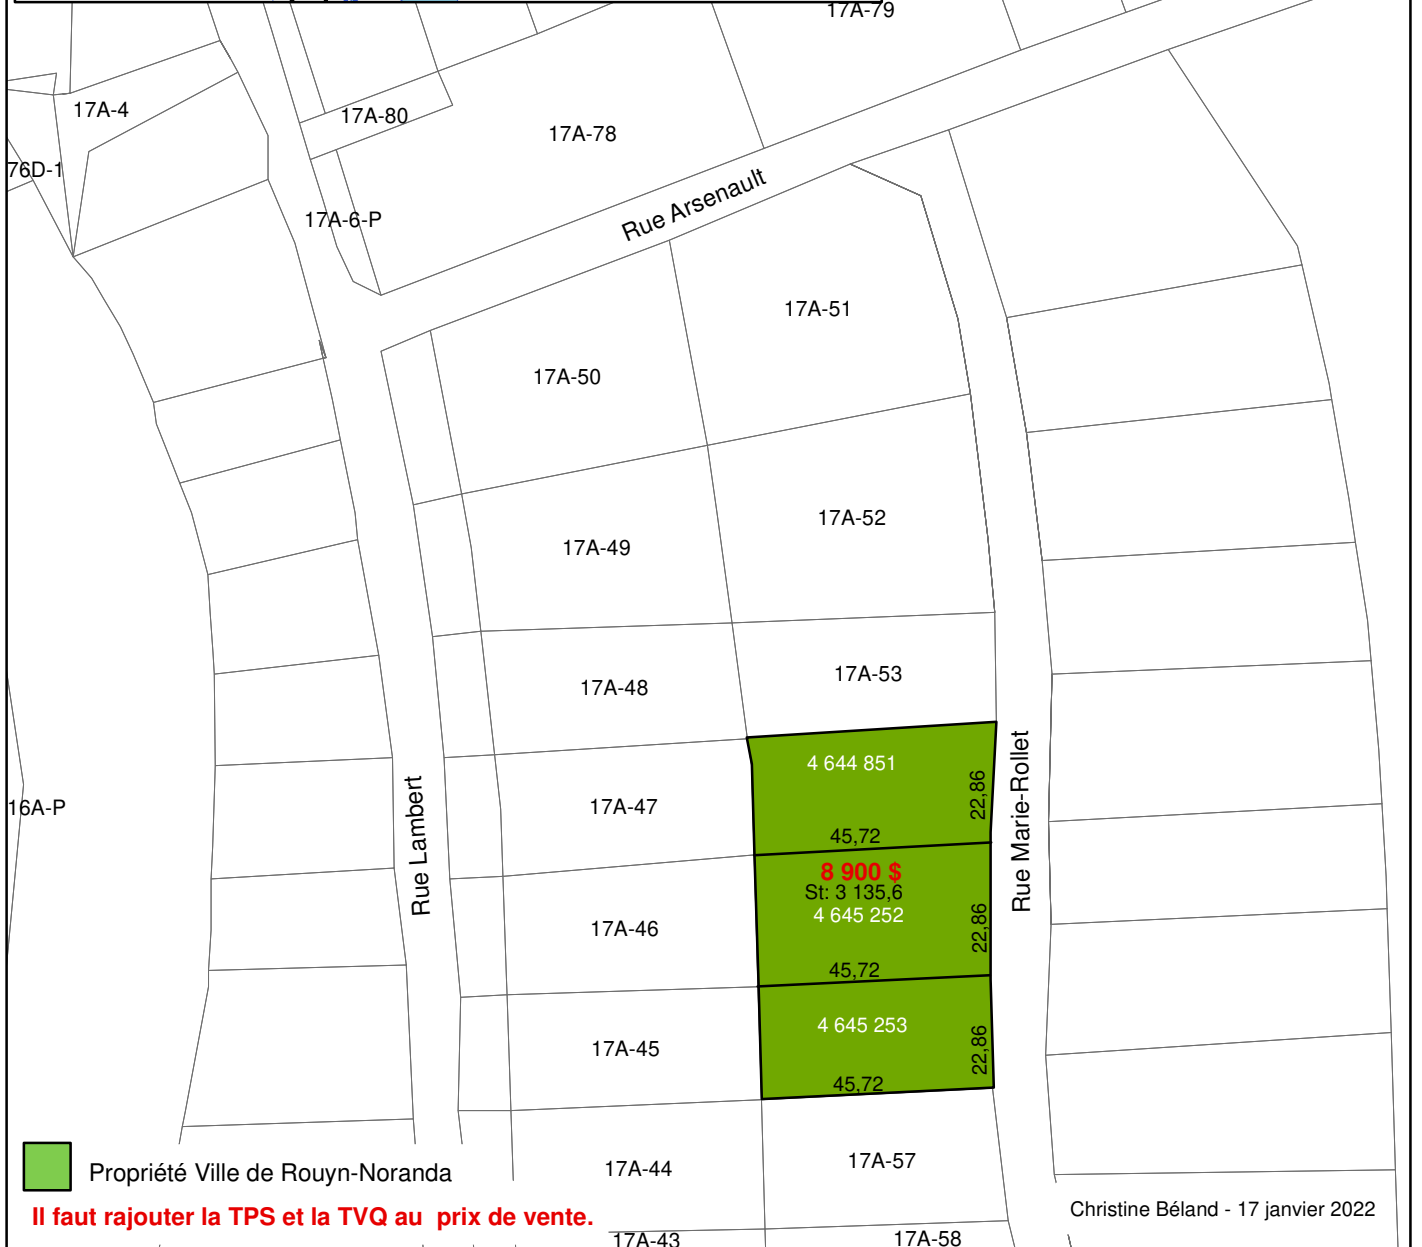 17A-79
17A-4
17A-80
17A-78
76D-1
17A-6-P
Rue Arsenault
17A-51
17A-50
17A-52
17A-49
17A-53
17A-48
4 644 851
22,86
45,72
17A-47
16A-P
Rue Lambert
Rue Marie-Rollet
8 900 $
St: 3 135,6
4 645 252
22,86
45,72
17A-46
4 645 253
22,86
45,72
17A-45
17A-44
17A-57
Propriété Ville de Rouyn-Noranda
Il faut rajouter la TPS et la TVQ au prix de vente.
Christine Béland - 17 janvier 2022
17A-43
17A-58